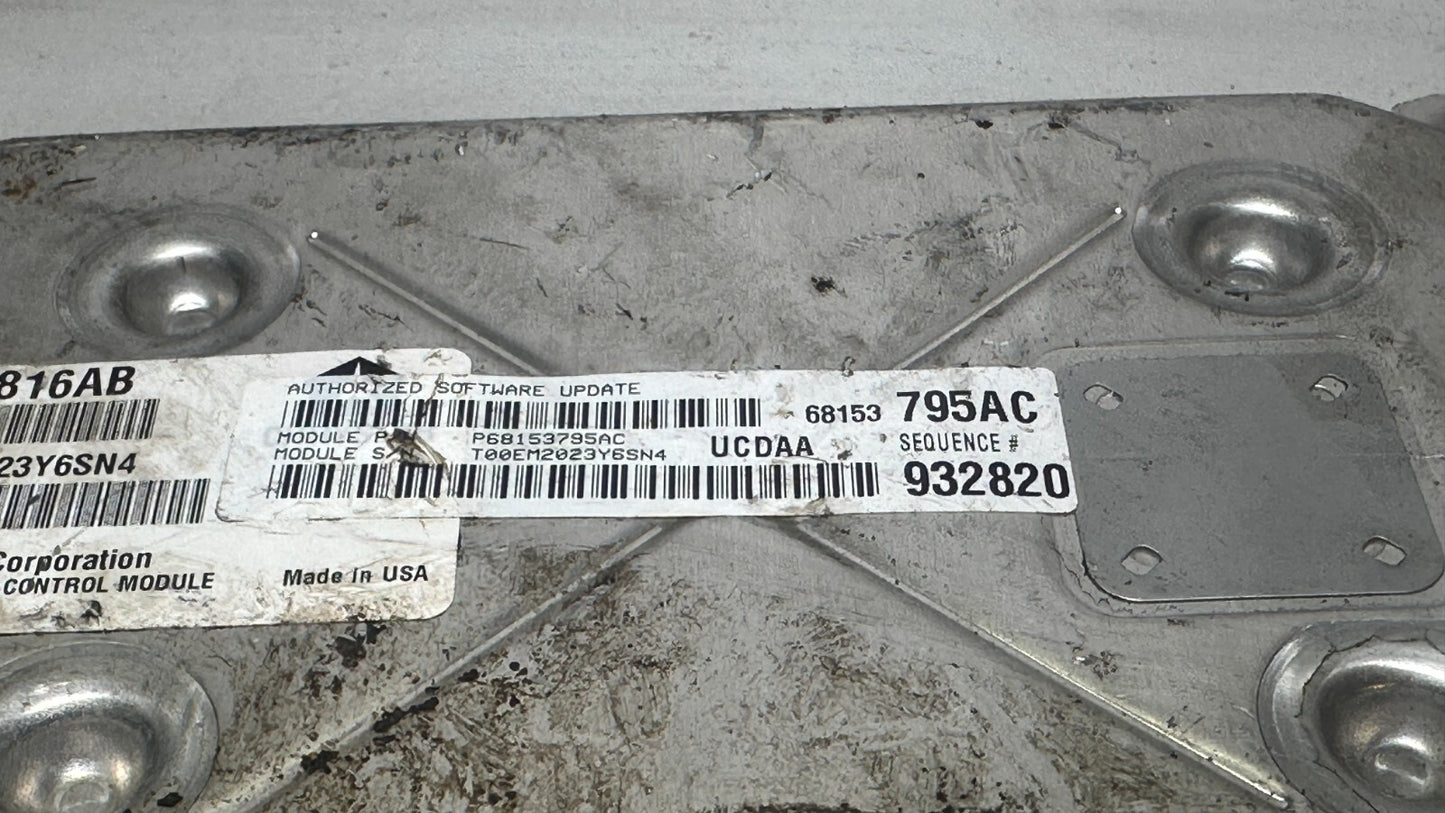 816AB
23Y6SN4
Corporation
CONTROL MODULE
Made in USA
AUTHORIZED SOFTWARE UPDATE
68153 795AC
MODULE P68153795AC
MODULE S/N T00EM2023Y6SN4
UCDAA
SEQUENCE #
932820